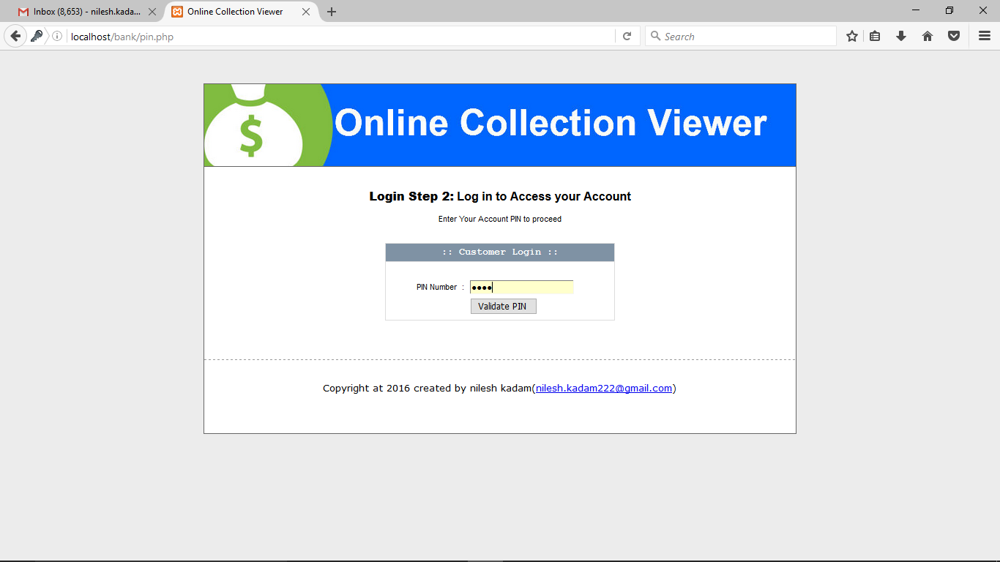 Inbox (8,653) - nilesh.kada...
Online Collection Viewer
localhost/bank/pin.php
Search
$
Online Collection Viewer
Login Step 2: Log in to Access your Account
Enter Your Account PIN to proceed
:: Customer Login ::
PIN Number : ●●●●
Validate PIN
Copyright at 2016 created by nilesh kadam(nilesh.kadam222@gmail.com)